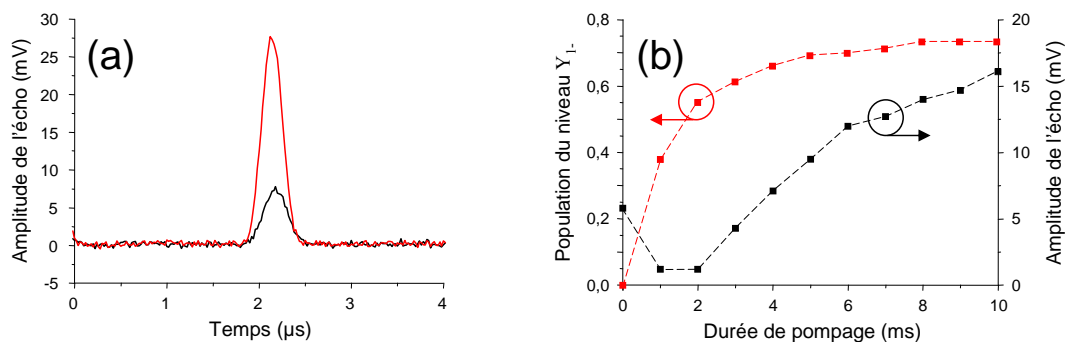 (a)
Amplitude de l'écho (mV)
30
25
20
15
10
5
0
-5
0 1 2 3 4
Temps (µs)
(b)
Population du niveau Y₁₋
0,8
0,6
0,4
0,2
0,0
20
15
10
5
0
Amplitude de l'écho (mV)
0 2 4 6 8 10
Durée de pompage (ms)